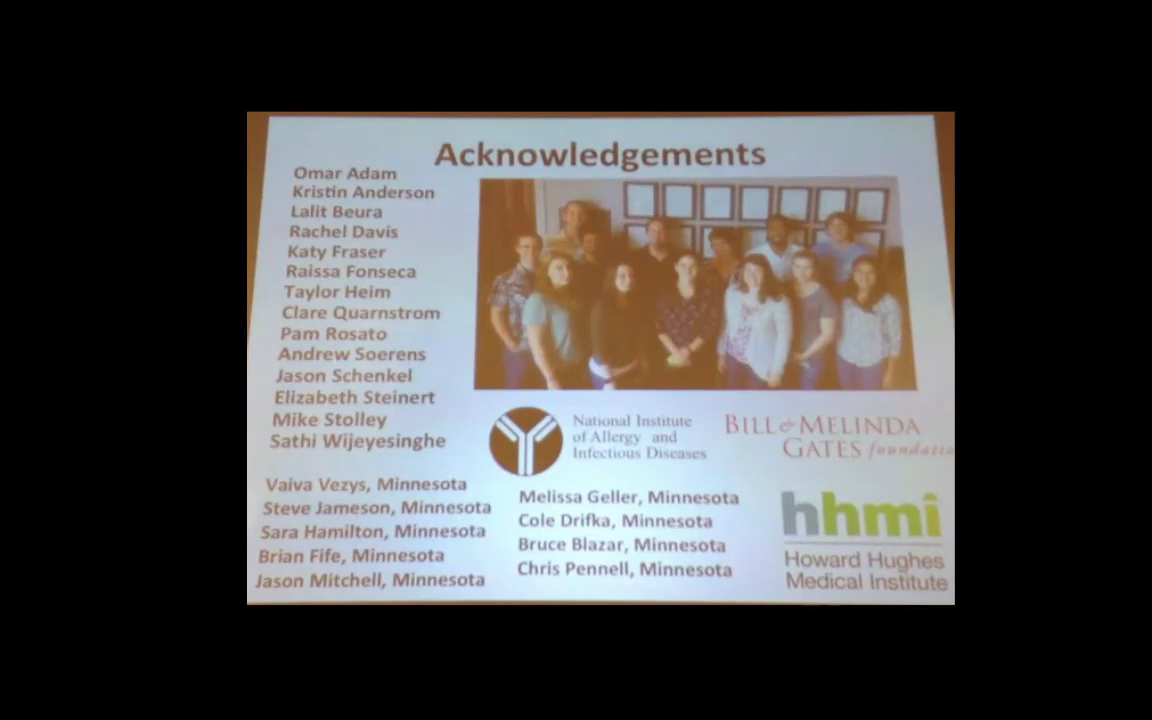 Acknowledgements
Omar Adam
Kristin Anderson
Lalit Beura
Rachel Davis
Katy Fraser
Raissa Fonseca
Taylor Heim
Clare Quarnstrom
Pam Rosato
Andrew Soerens
Jason Schenkel
Elizabeth Steinert
Mike Stolley
Sathi Wijeyesinghe
National Institute
of Allergy and
Infectious Diseases
BILL & MELINDA
GATES foundatio
Vaiva Vezys, Minnesota
Steve Jameson, Minnesota
Sara Hamilton, Minnesota
Brian Fife, Minnesota
Jason Mitchell, Minnesota
Melissa Geller, Minnesota
Cole Drifka, Minnesota
Bruce Blazar, Minnesota
Chris Pennell, Minnesota
hhmi
Howard Hughes
Medical Institute